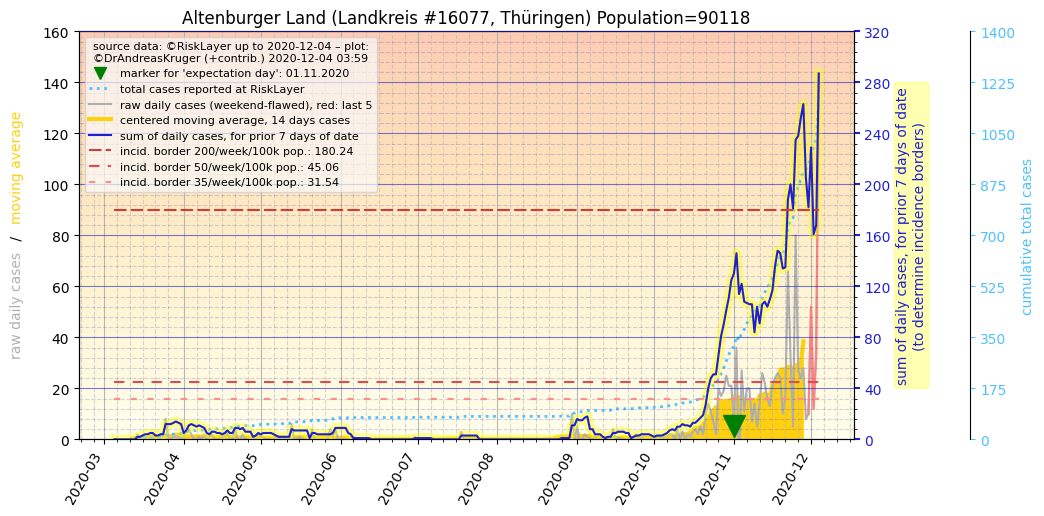 Altenburger Land (Landkreis #16077, Thüringen) Population=90118
source data: ©RiskLayer up to 2020-12-04 – plot:
©DrAndreasKruger (+contrib.) 2020-12-04 03:59
marker for 'expectation day': 01.11.2020
total cases reported at RiskLayer
raw daily cases (weekend-flawed), red: last 5
centered moving average, 14 days cases
sum of daily cases, for prior 7 days of date
incid. border 200/week/100k pop.: 180.24
incid. border 50/week/100k pop.: 45.06
incid. border 35/week/100k pop.: 31.54
raw daily cases / moving average
160
140
120
100
80
60
40
20
0
2020-03
2020-04
2020-05
2020-06
2020-07
2020-08
2020-09
2020-10
2020-11
2020-12
320
280
240
200
160
120
80
40
0
sum of daily cases, for prior 7 days of date
(to determine incidence borders)
1400
1225
1050
875
700
525
350
175
0
cumulative total cases